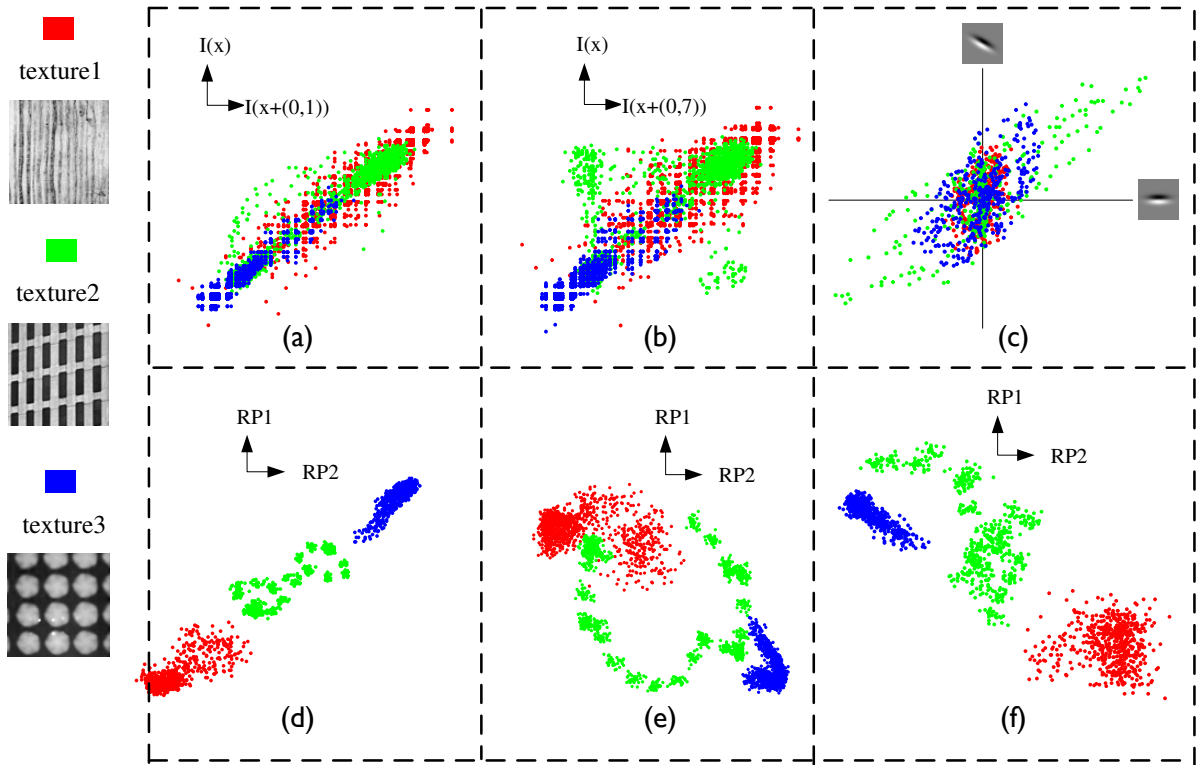 texture1
texture2
texture3
I(x)
I(x+(0,1))
(a)
I(x)
I(x+(0,7))
(b)
(c)
RP1
RP2
(d)
RP1
RP2
(e)
RP1
RP2
(f)